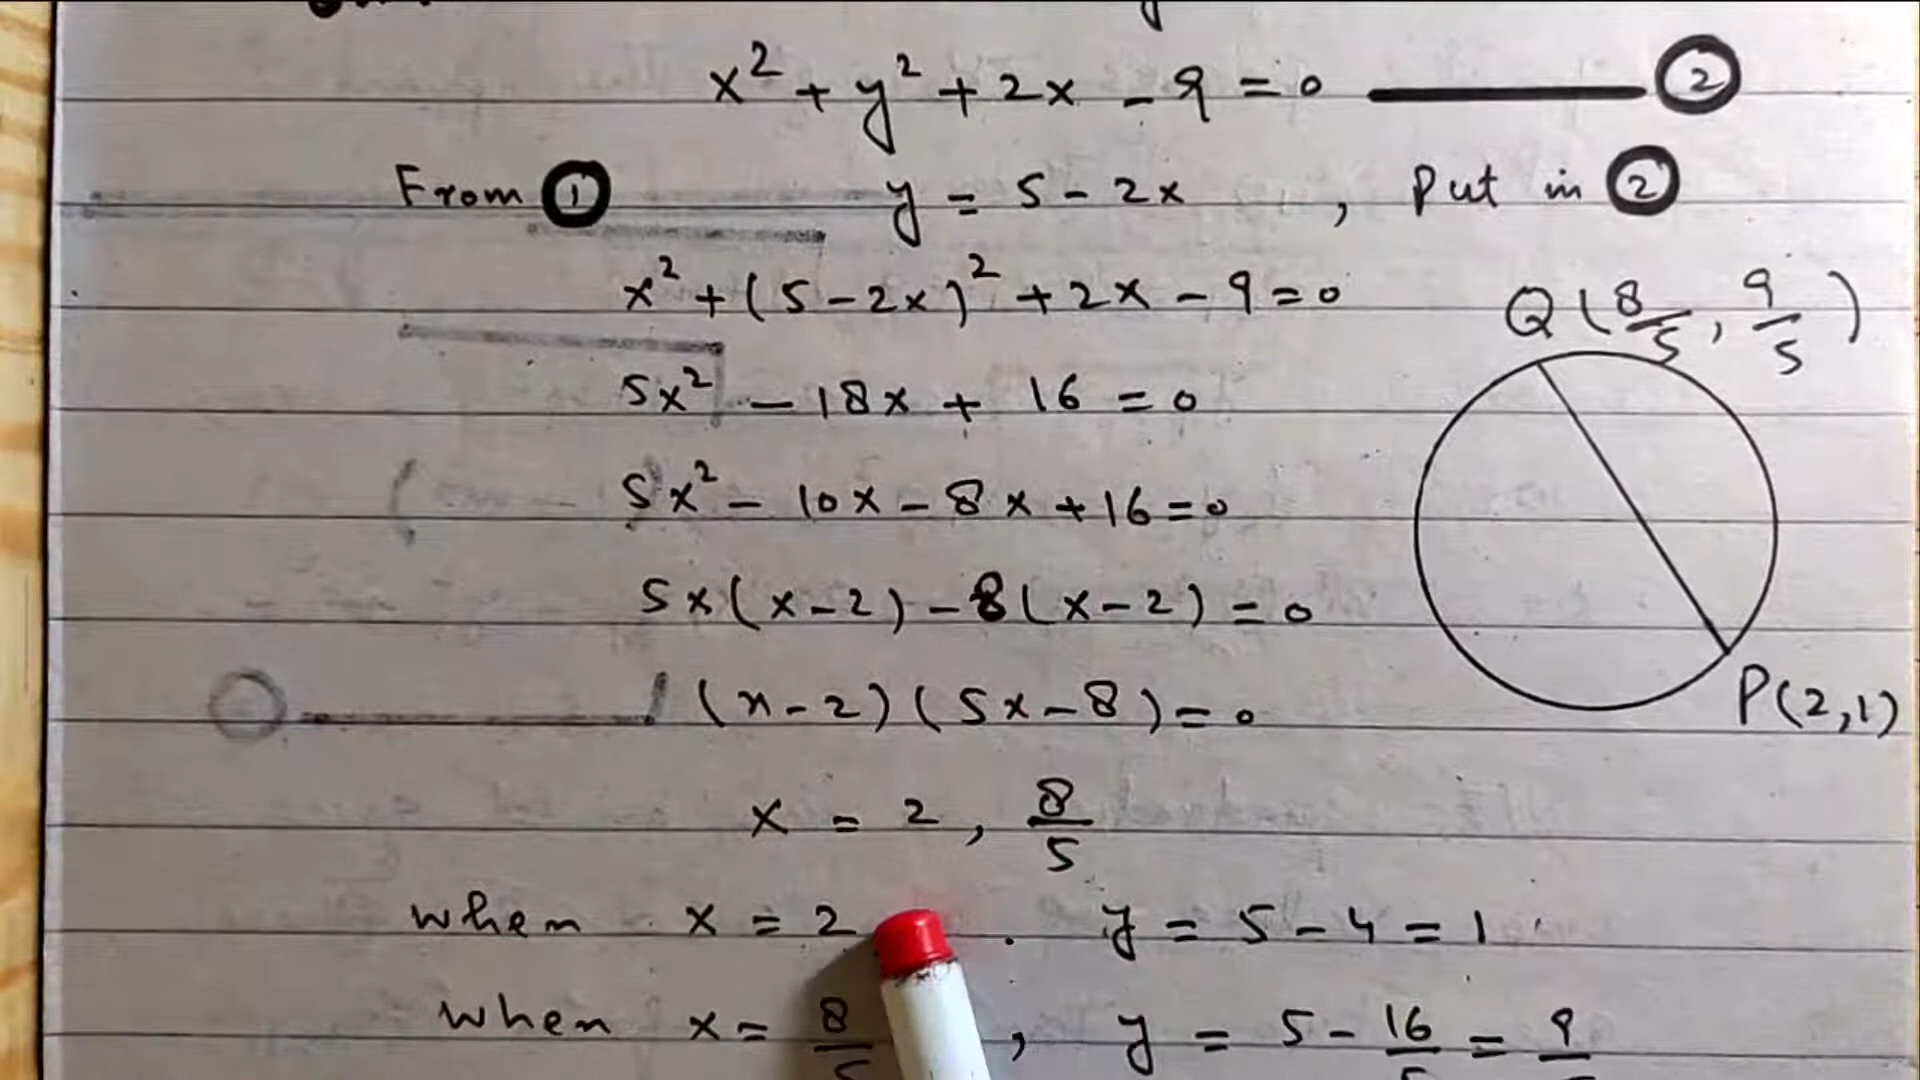 x² + y² + 2x - 9 = 0 ——— ②
From ① y = 5 - 2x , Put in ②
x² + (5 - 2x)² + 2x - 9 = 0
Q(8/5, 9/5)
5x² - 18x + 16 = 0
5x² - 10x - 8x + 16 = 0
5x(x - 2) - 8(x - 2) = 0
(x - 2)(5x - 8) = 0
P(2,1)
x = 2, 8/5
when x = 2 . y = 5 - 4 = 1
when x = 8/5 , y = 5 - 16/5 = 9